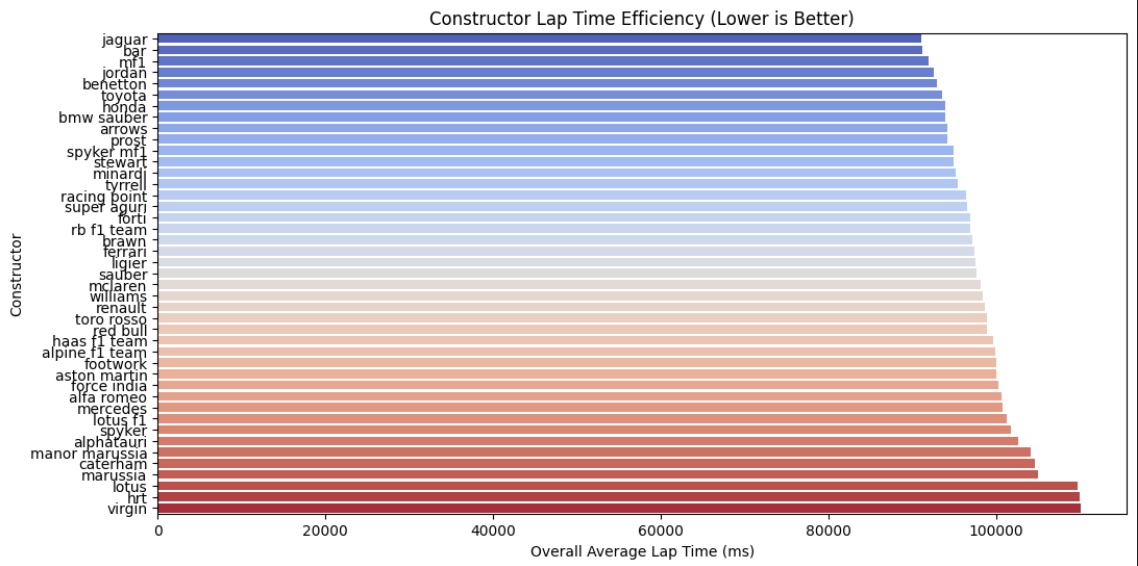 Constructor Lap Time Efficiency (Lower is Better)
jaguar
bar
mf1
jordan
benetton
toyota
honda
bmw sauber
arrows
prost
spyker mf1
stewart
minardi
tyrrell
racing point
super aguri
forti
rb f1 team
brawn
ferrari
ligier
sauber
mclaren
williams
renault
toro rosso
red bull
haas f1 team
alpine f1 team
footwork
aston martin
force india
alfa romeo
mercedes
lotus f1
spyker
alphatauri
manor marussia
caterham
marussia
lotus
hrt
virgin
Constructor
0 20000 40000 60000 80000 100000
Overall Average Lap Time (ms)